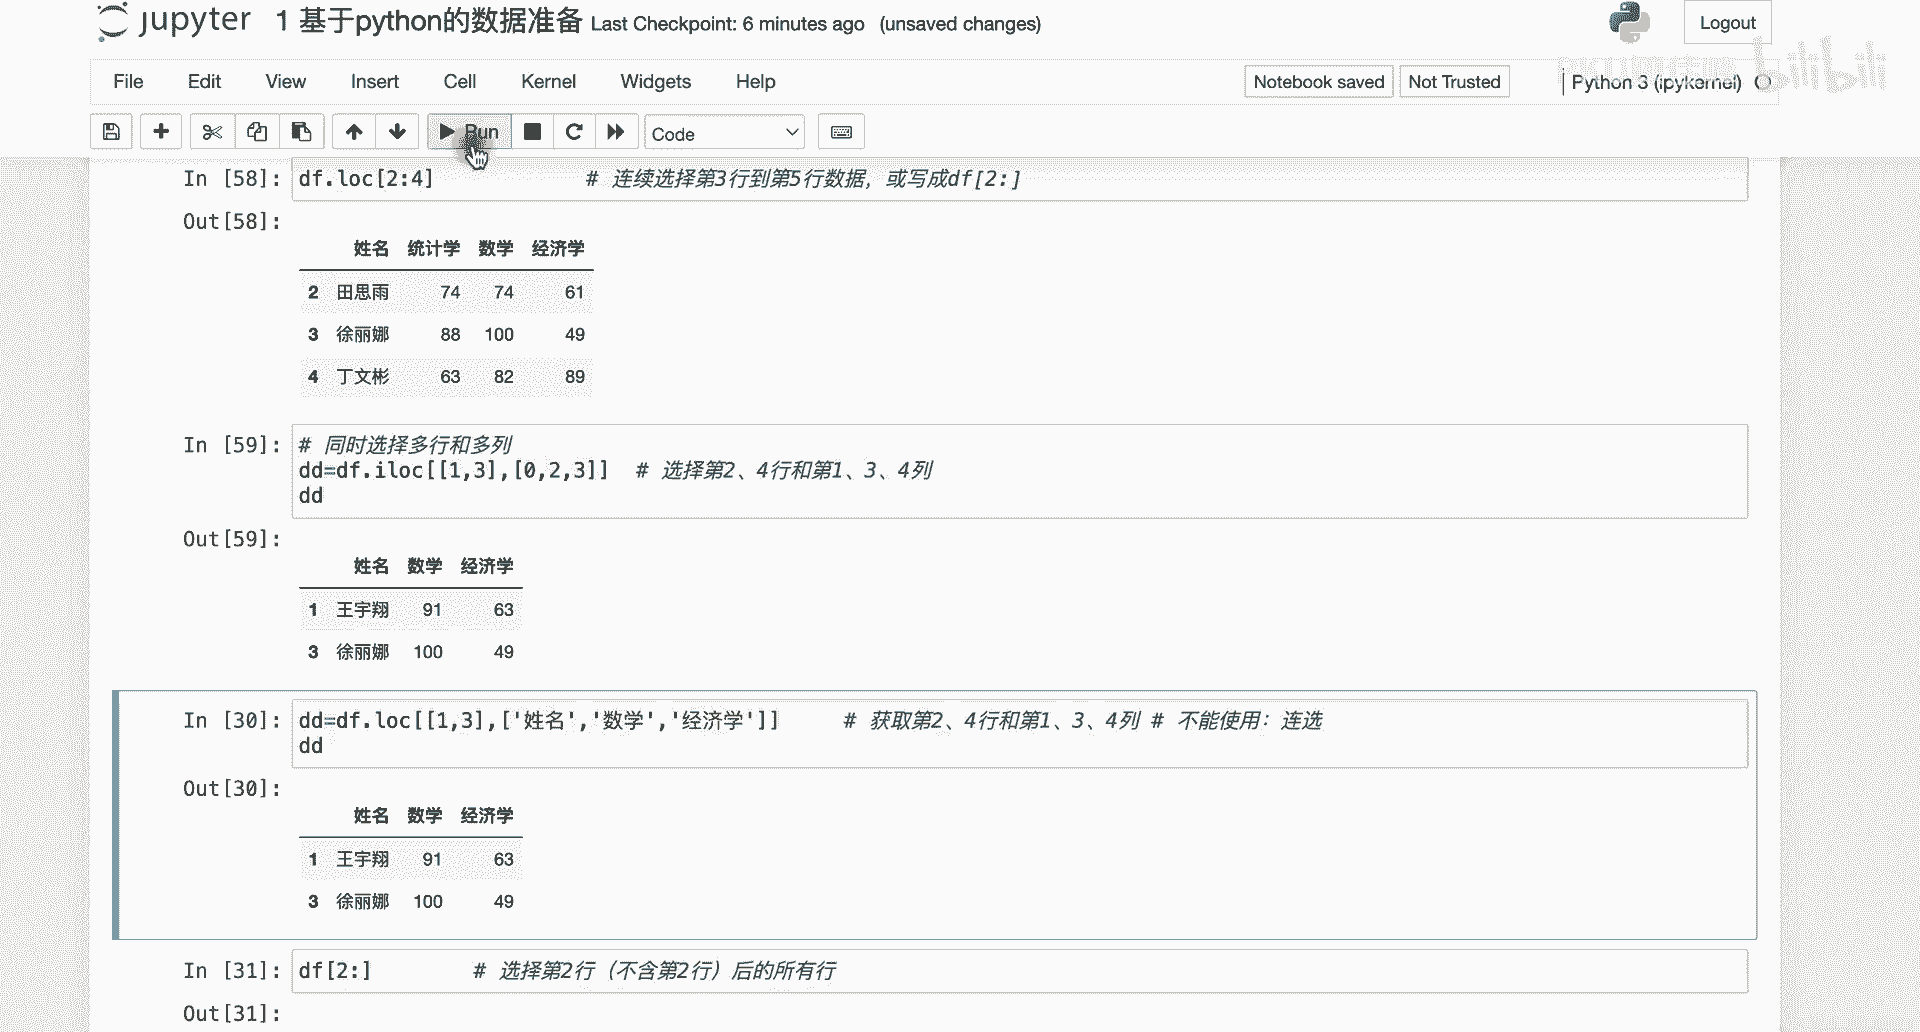 jupyter 1 基于python的数据准备 Last Checkpoint: 6 minutes ago (unsaved changes)
Logout
File Edit View Insert Cell Kernel Widgets Help
Notebook saved Not Trusted Python 3 (ipykernel)
bilibili
Run Code
In [58]: df.loc[2:4] # 连续选择第3行到第5行数据，或写成df[2:]
Out[58]:
姓名 统计学 数学 经济学
2 田思雨 74 74 61
3 徐丽娜 88 100 49
4 丁文彬 63 82 89
In [59]: # 同时选择多行和多列
dd=df.iloc[[1,3],[0,2,3]] # 选择第2、4行和第1、3、4列
dd
Out[59]:
姓名 数学 经济学
1 王宇翔 91 63
3 徐丽娜 100 49
In [30]: dd=df.loc[[1,3],['姓名','数学','经济学']] # 获取第2、4行和第1、3、4列 # 不能使用：连选
dd
Out[30]:
姓名 数学 经济学
1 王宇翔 91 63
3 徐丽娜 100 49
In [31]: df[2:] # 选择第2行（不含第2行）后的所有行
Out[31]: